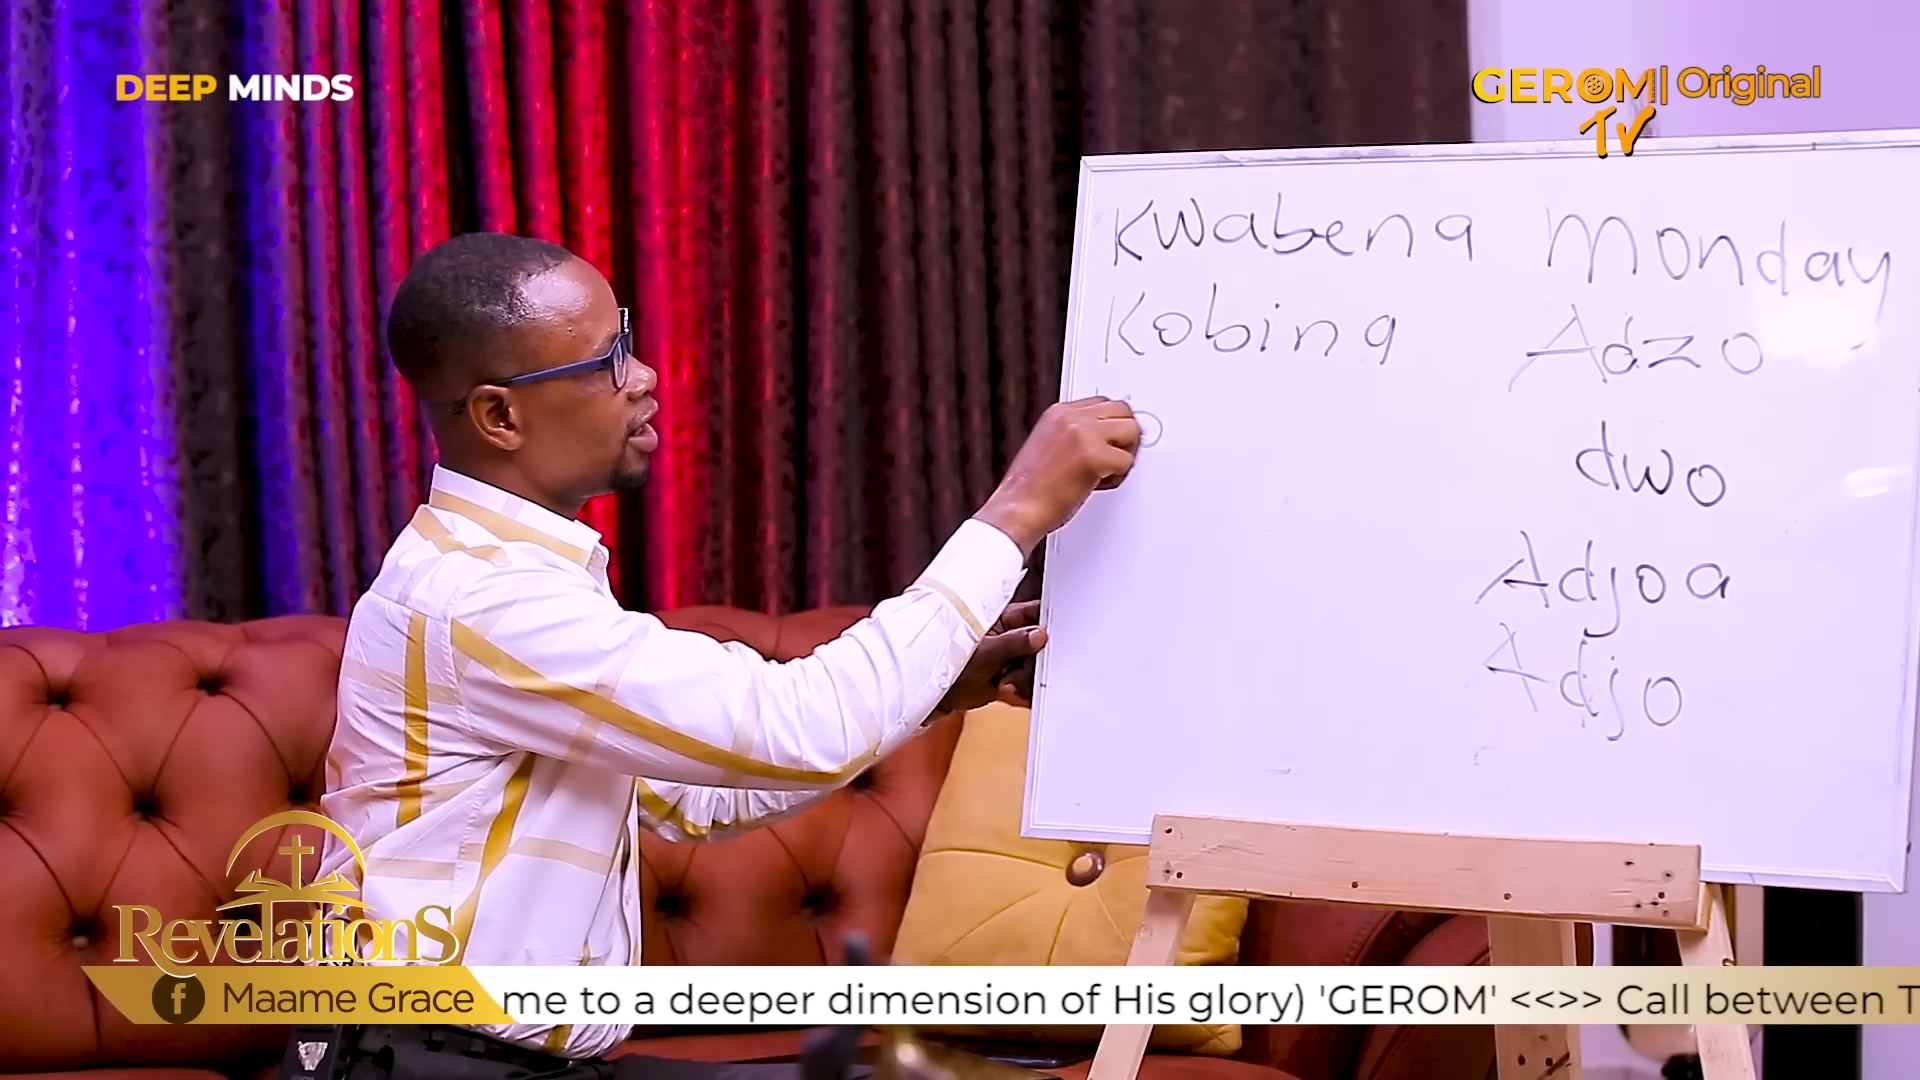 DEEP MINDS
GEROM TV | Original
Kwabena Monday
Kobina Adzo
dwo
Adjoa
Adjo
Revelations
f Maame Grace
me to a deeper dimension of His glory) 'GEROM' <<>> Call between T